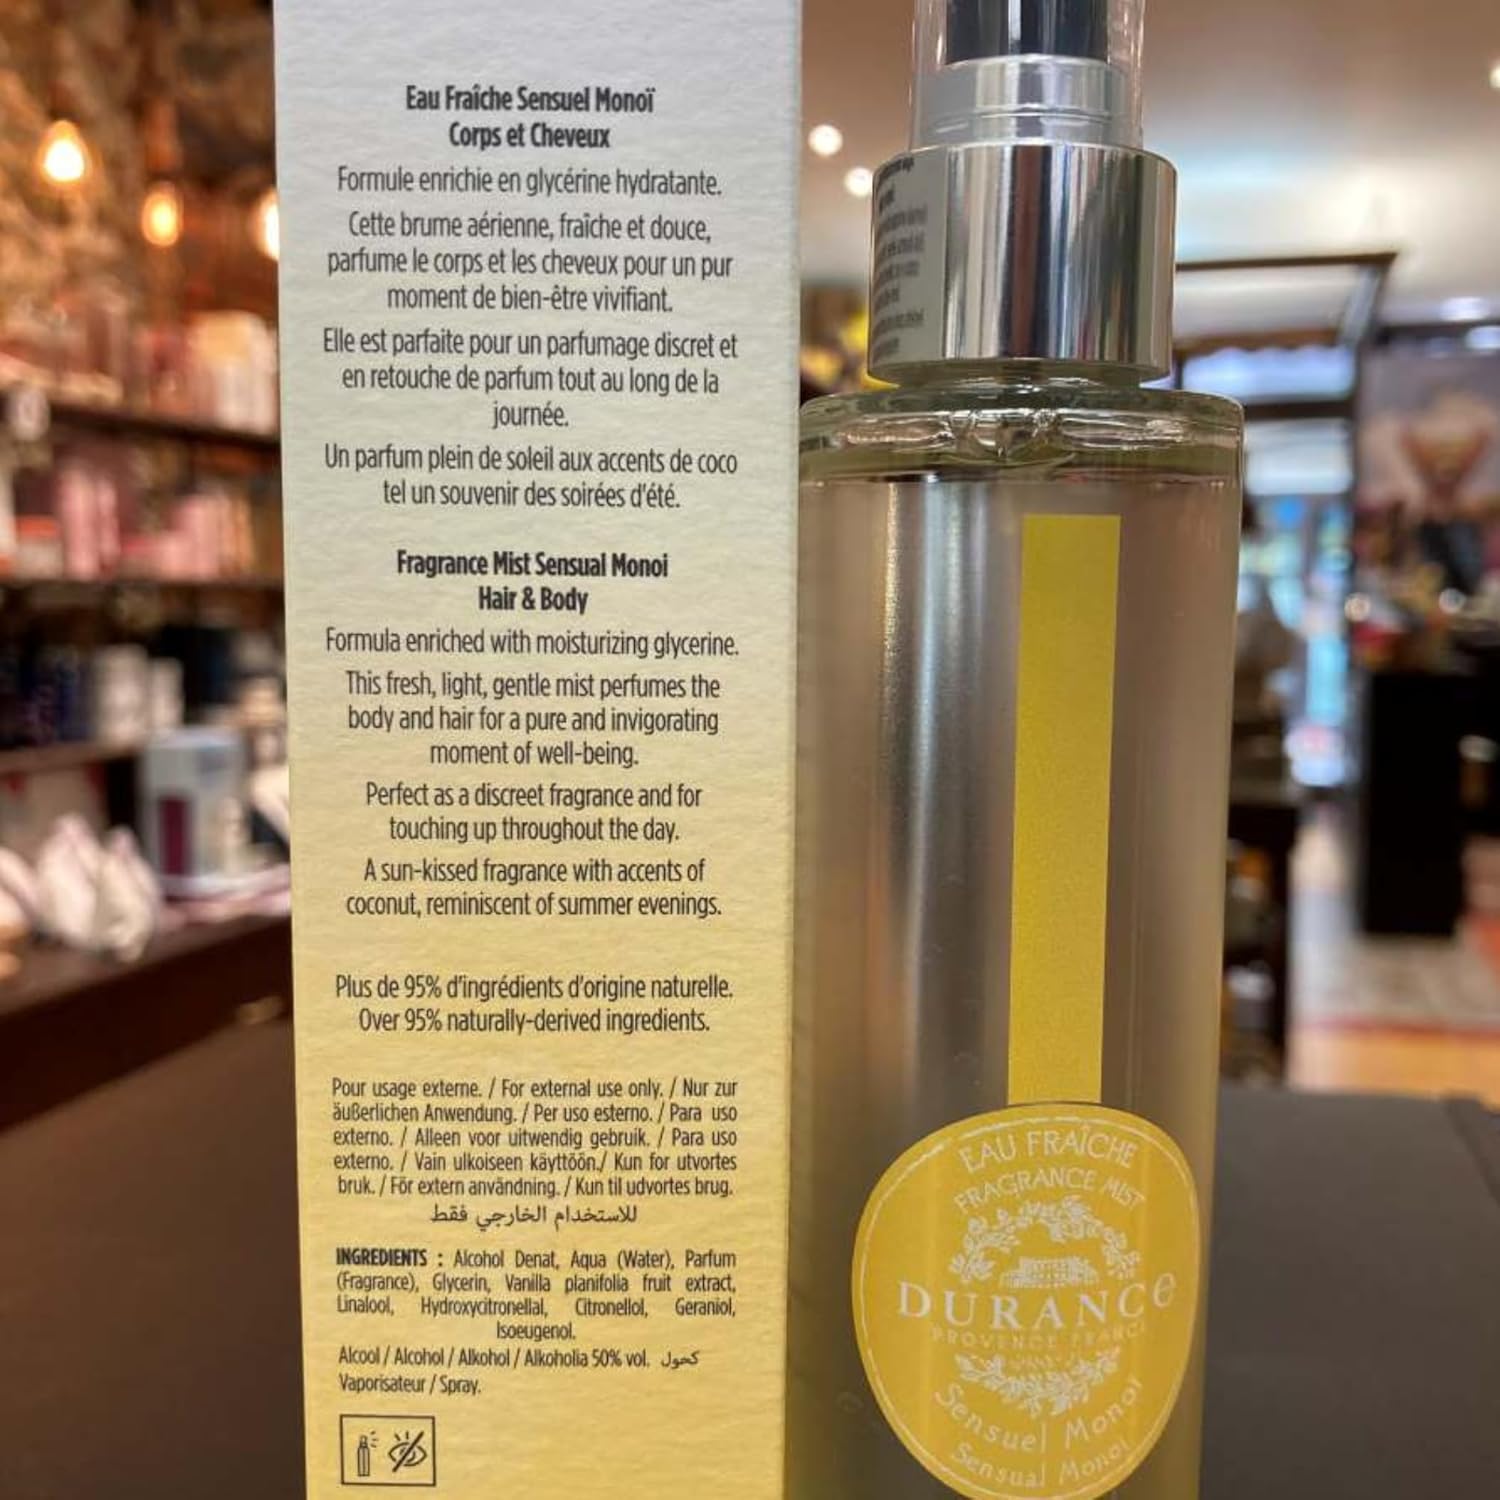 Eau Fraîche Sensuel Monoï
Corps et Cheveux
Formule enrichie en glycérine hydratante.
Cette brume aérienne, fraîche et douce,
parfume le corps et les cheveux pour un pur
moment de bien-être vivifiant.
Elle est parfaite pour un parfumage discret et
en retouche de parfum tout au long de la
journée.
Un parfum plein de soleil aux accents de coco
tel un souvenir des soirées d'été.
Fragrance Mist Sensual Monoi
Hair & Body
Formula enriched with moisturizing glycerine.
This fresh, light, gentle mist perfumes the
body and hair for a pure and invigorating
moment of well-being.
Perfect as a discreet fragrance and for
touching up throughout the day.
A sun-kissed fragrance with accents of
coconut, reminiscent of summer evenings.
Plus de 95% d'ingrédients d'origine naturelle.
Over 95% naturally-derived ingredients.
Pour usage externe. / For external use only. / Nur zur
äußerlichen Anwendung. / Per uso esterno. / Para uso
externo. / Alleen voor uitwendig gebruik. / Para uso
externo. / Vain ulkoiseen käyttöön./ Kun for utvortes
bruk. / För extern användning. / Kun til udvortes brug.
للاستخدام الخارجي فقط
INGREDIENTS : Alcohol Denat, Aqua (Water), Parfum
(Fragrance), Glycerin, Vanilla planifolia fruit extract,
Linalool, Hydroxycitronellal, Citronellol, Geraniol,
Isoeugenol.
Alcool / Alcohol / Alkohol / Alkoholia 50% vol. كحول
Vaporisateur / Spray.
EAU FRAÎCHE
FRAGRANCE MIST
DURANCE
PROVENCE FRANCE
Sensuel Monoï
Sensual Monoi